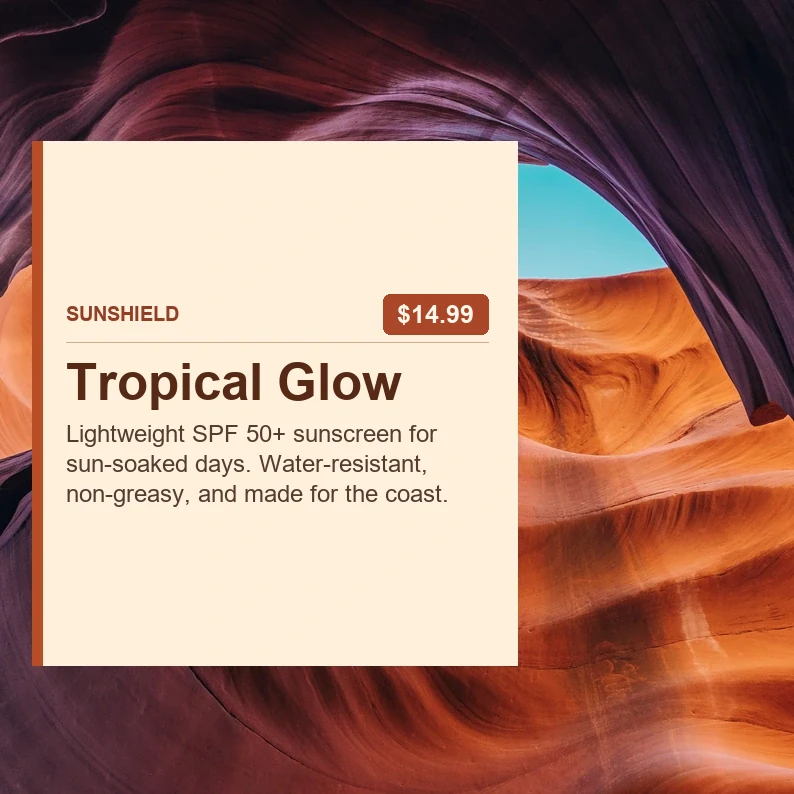 SUNSHIELD
$14.99
Tropical Glow
Lightweight SPF 50+ sunscreen for
sun-soaked days. Water-resistant,
non-greasy, and made for the coast.